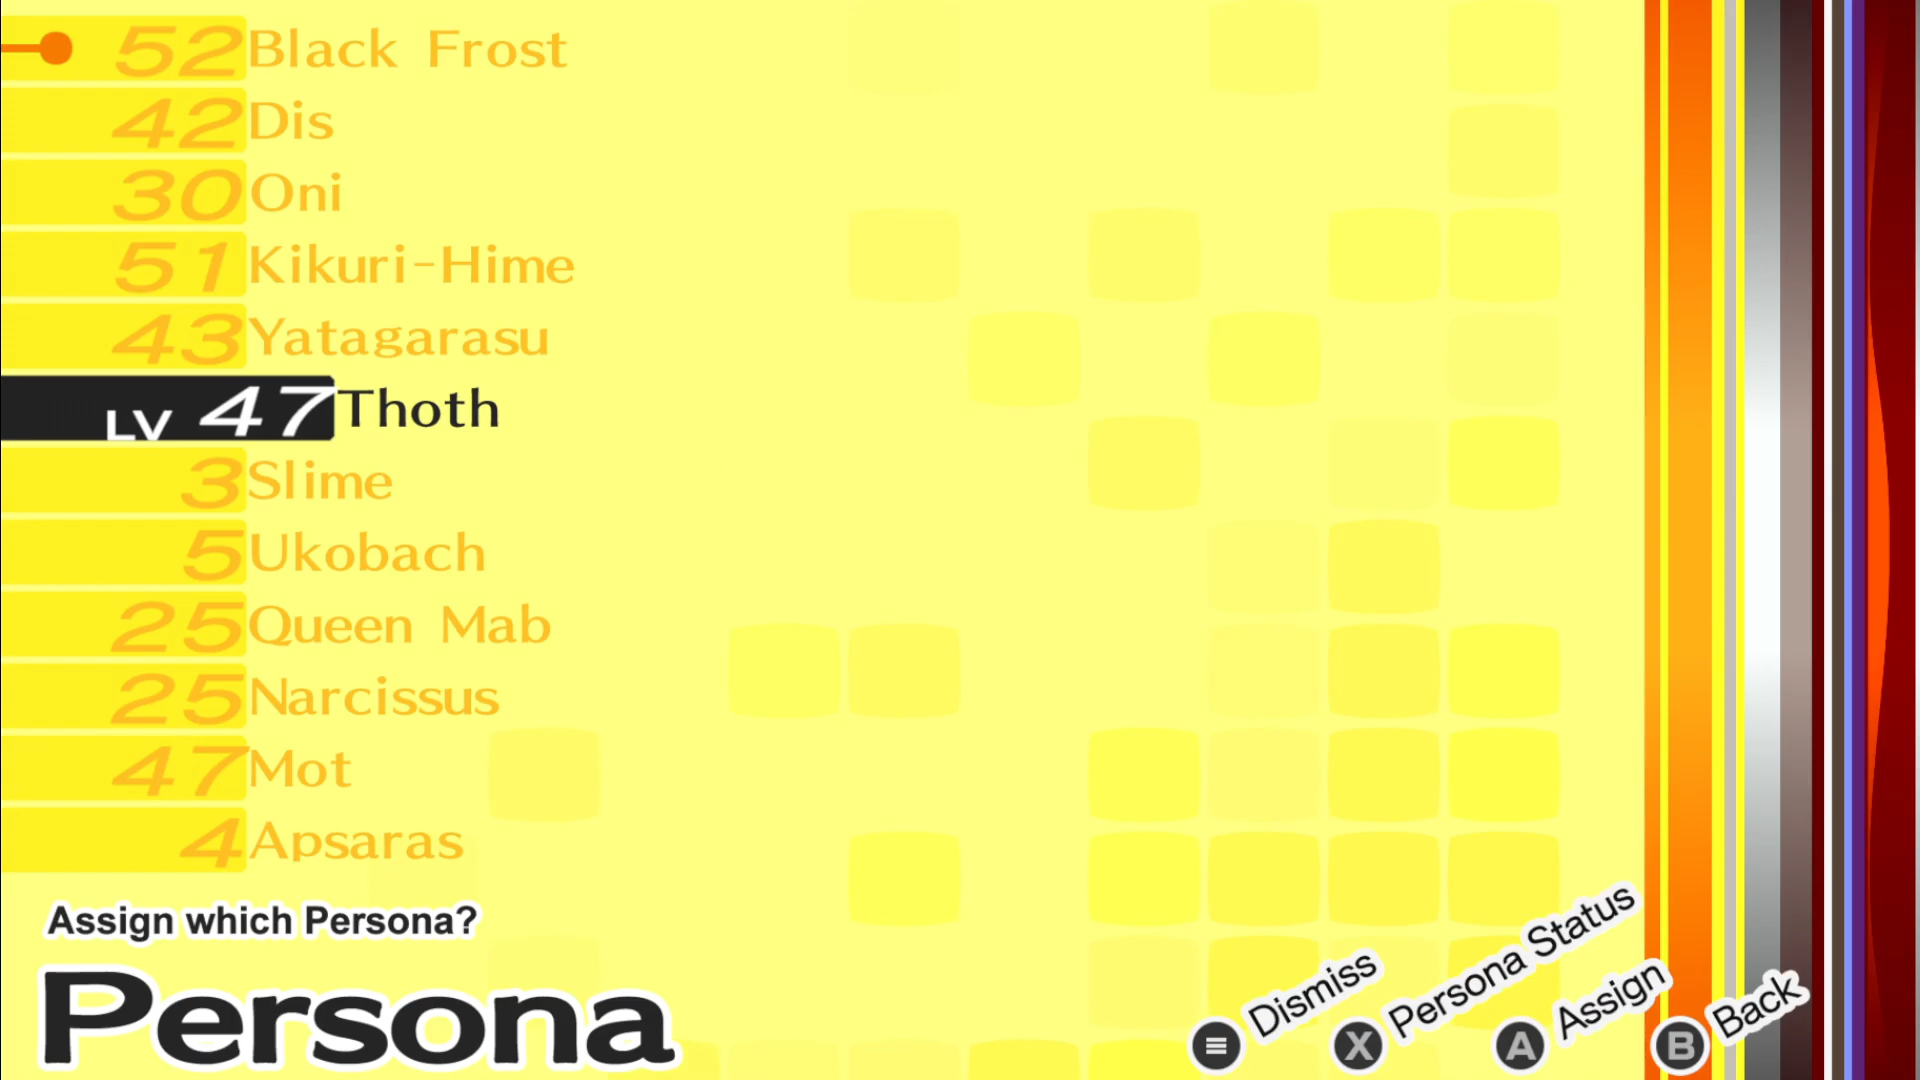 52 Black Frost
42 Dis
30 Oni
51 Kikuri-Hime
43 Yatagarasu
LV 47 Thoth
3 Slime
5 Ukobach
25 Queen Mab
25 Narcissus
47 Mot
4 Apsaras
Assign which Persona?
Persona
Dismiss
X Persona Status
A Assign
B Back